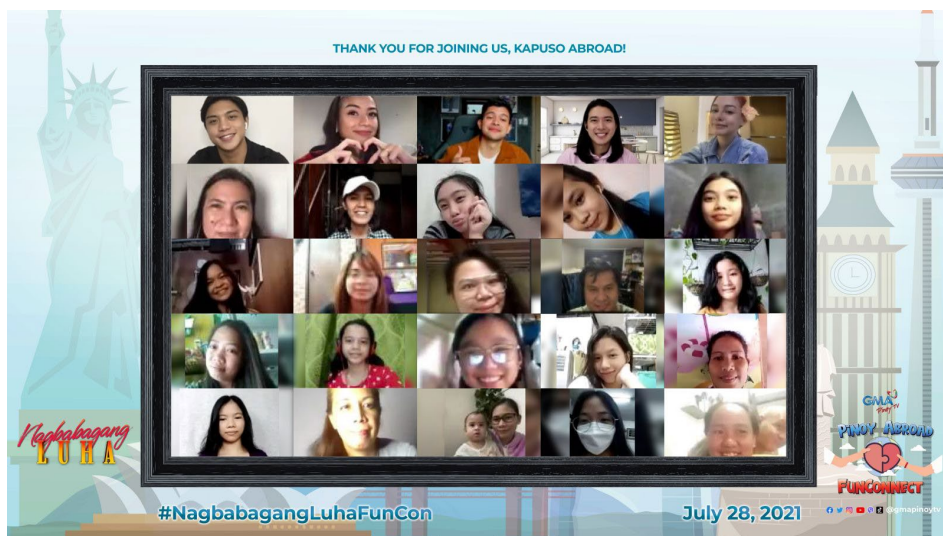 THANK YOU FOR JOINING US, KAPUSO ABROAD!
Nagbabagang
LUHA
GMA
Pinoy TV
PINOY ABROAD
FUNCONNECT
#NagbabagangLuhaFunCon
July 28, 2021
@gmapinoytv